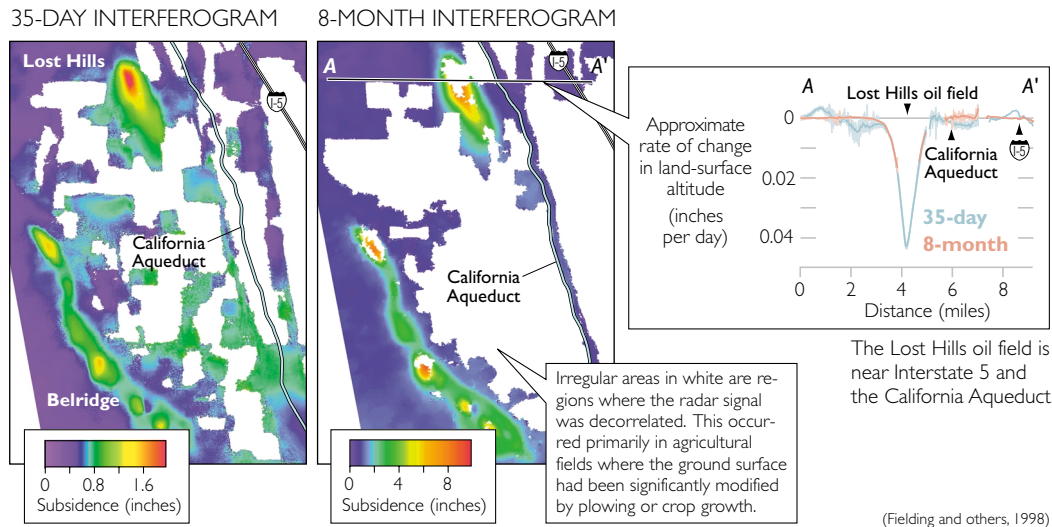 35-DAY INTERFEROGRAM
Lost Hills
I-5
California
Aqueduct
Belridge
0 0.8 1.6
Subsidence (inches)
8-MONTH INTERFEROGRAM
A A'
I-5
California
Aqueduct
0 4 8
Subsidence (inches)
Irregular areas in white are re-
gions where the radar signal
was decorrelated. This occur-
red primarily in agricultural
fields where the ground surface
had been significantly modified
by plowing or crop growth.
Approximate
rate of change
in land-surface
altitude
(inches
per day)
A A'
Lost Hills oil field
0
0.02
0.04
California
Aqueduct
I-5
35-day
8-month
0 2 4 6 8
Distance (miles)
The Lost Hills oil field is
near Interstate 5 and
the California Aqueduct
(Fielding and others, 1998)